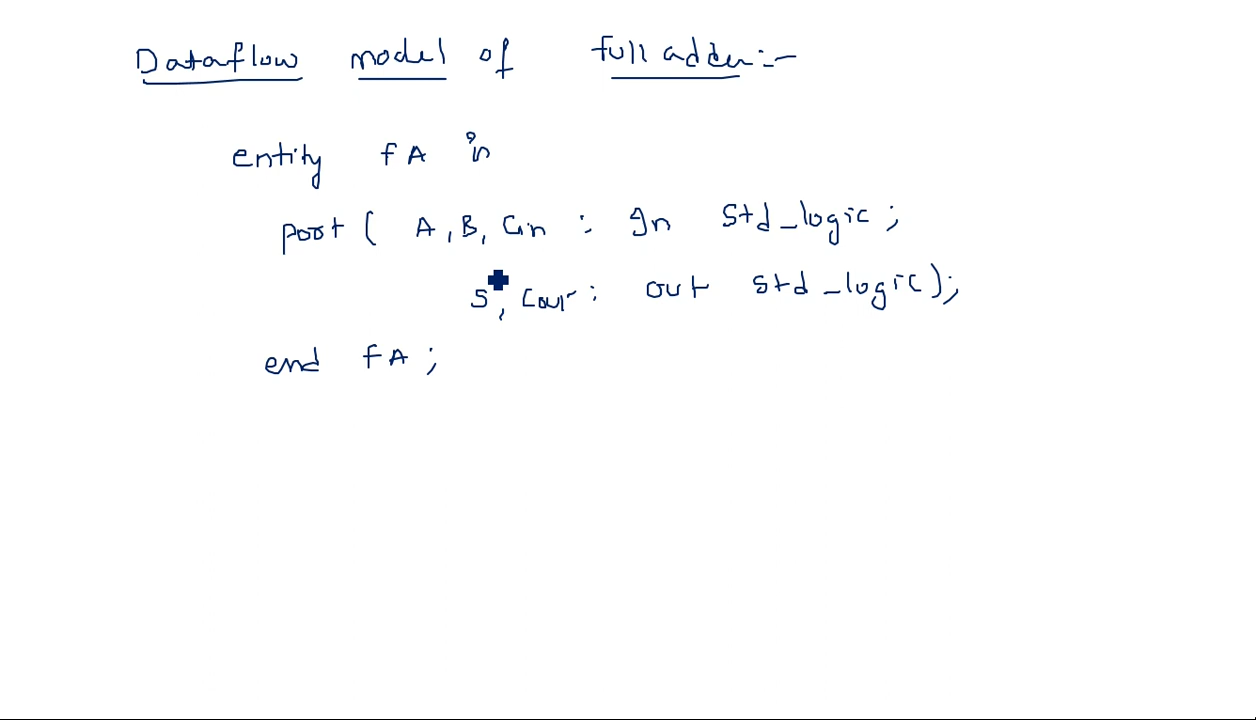 Dataflow model of full adder:-
entity fA is
port ( A, B, Cin : In Std_logic ;
S, Cout : out Std_logic);
end fA ;